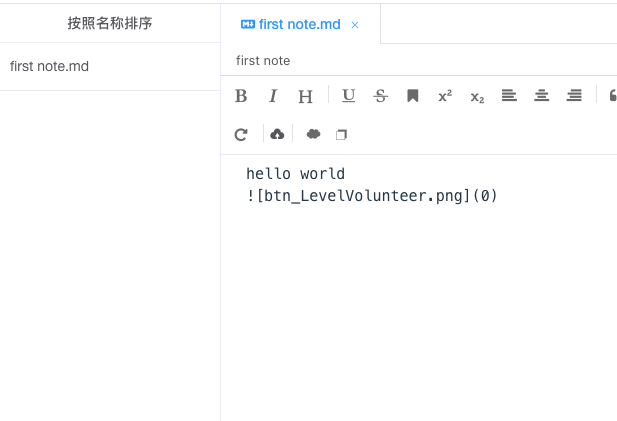 按照名称排序
first note.md
first note.md ×
first note
B I H U S x² x₂
hello world
![btn_LevelVolunteer.png](0)